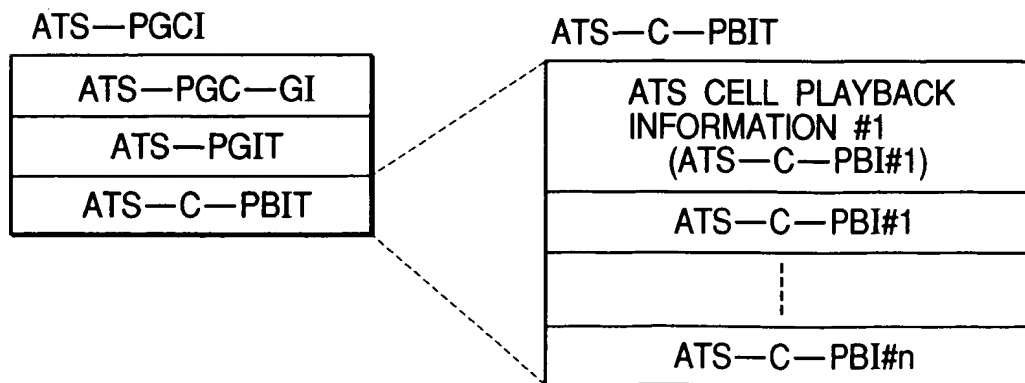 ATS—PGCI
ATS—PGC—GI
ATS—PGIT
ATS—C—PBIT
ATS—C—PBIT
ATS CELL PLAYBACK
INFORMATION #1
(ATS—C—PBI#1)
ATS—C—PBI#1
ATS—C—PBI#n